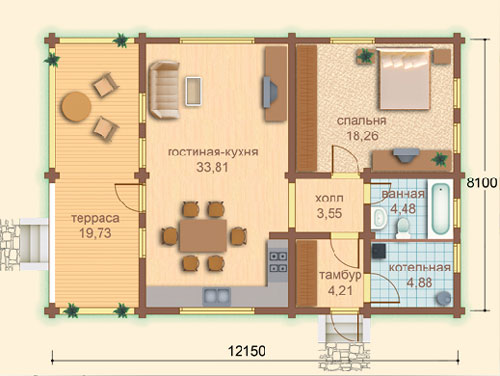 спальня
18,26
гостиная-кухня
33,81
терраса
19,73
холл
3,55
ванная
4,48
тамбур
4,21
котельная
4,88
8100
12150